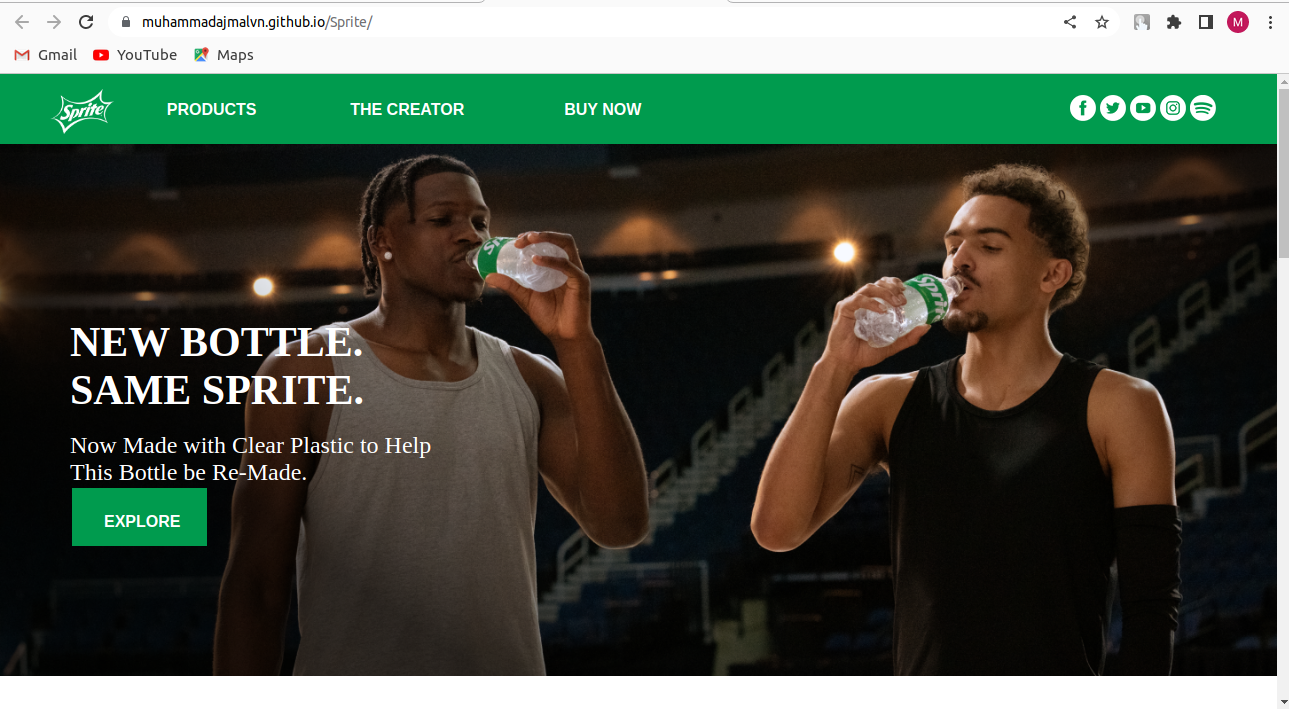 muhammadajmalvn.github.io/Sprite/
M
Gmail
YouTube
Maps
Sprite
PRODUCTS
THE CREATOR
BUY NOW
Sprite
NEW BOTTLE.
SAME SPRITE.
Now Made with Clear Plastic to Help
This Bottle be Re-Made.
EXPLORE